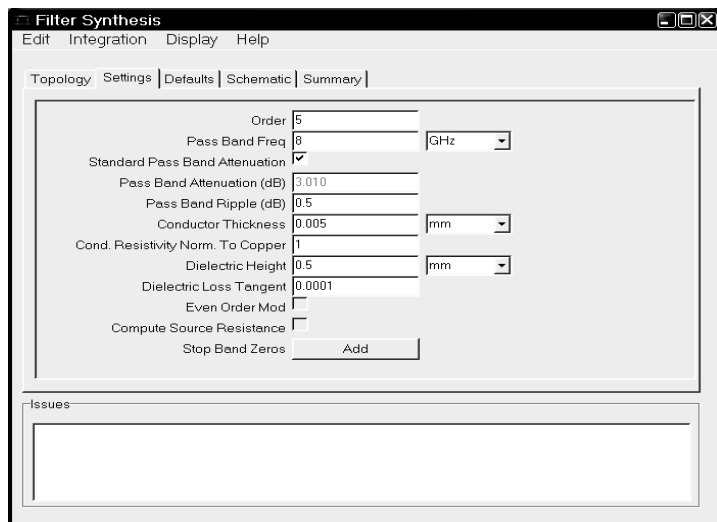 Filter Synthesis
Edit Integration Display Help
Topology Settings Defaults Schematic Summary
Order 5
Pass Band Freq 8 GHz
Standard Pass Band Attenuation
Pass Band Attenuation (dB) 3.010
Pass Band Ripple (dB) 0.5
Conductor Thickness 0.005 mm
Cond. Resistivity Norm. To Copper 1
Dielectric Height 0.5 mm
Dielectric Loss Tangent 0.0001
Even Order Mod
Compute Source Resistance
Stop Band Zeros Add
Issues